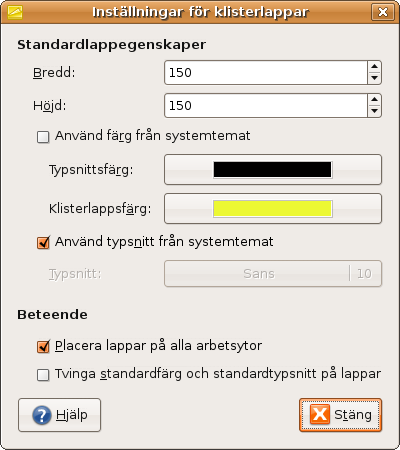 Inställningar för klisterlappar
Standardlappegenskaper
Bredd: 150
Höjd: 150
Använd färg från systemtemat
Typsnittsfärg:
Klisterlappsfärg:
Använd typsnitt från systemtemat
Typsnitt: Sans 10
Beteende
Placera lappar på alla arbetsytor
Tvinga standardfärg och standardtypsnitt på lappar
Hjälp Stäng